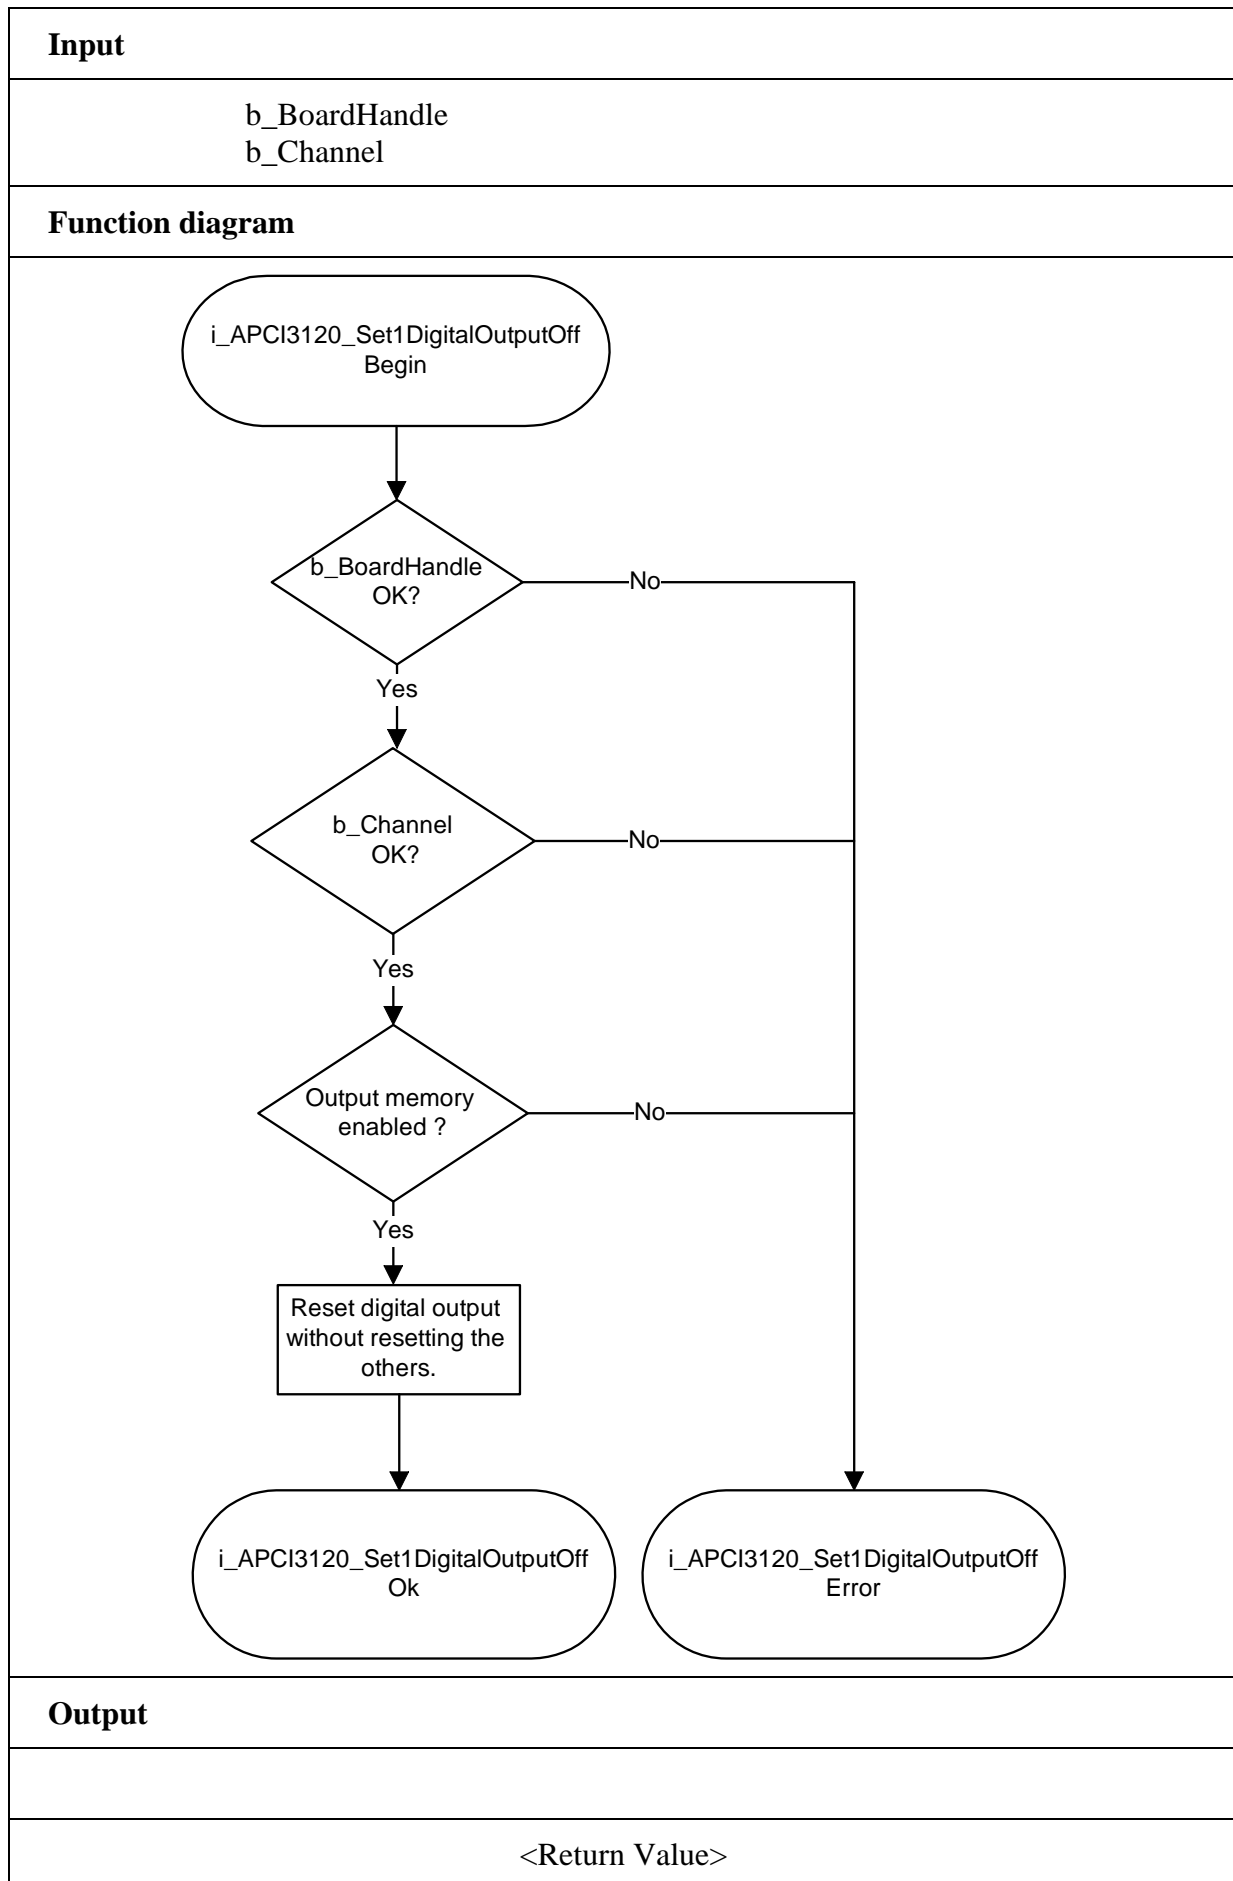 Input
b_BoardHandle
b_Channel
Function diagram
i_APCI3120_Set1DigitalOutputOff
Begin
b_BoardHandle
OK?
No
Yes
b_Channel
OK?
No
Yes
Output memory
enabled ?
No
Yes
Reset digital output
without resetting the
others.
i_APCI3120_Set1DigitalOutputOff
Ok
i_APCI3120_Set1DigitalOutputOff
Error
Output
<Return Value>